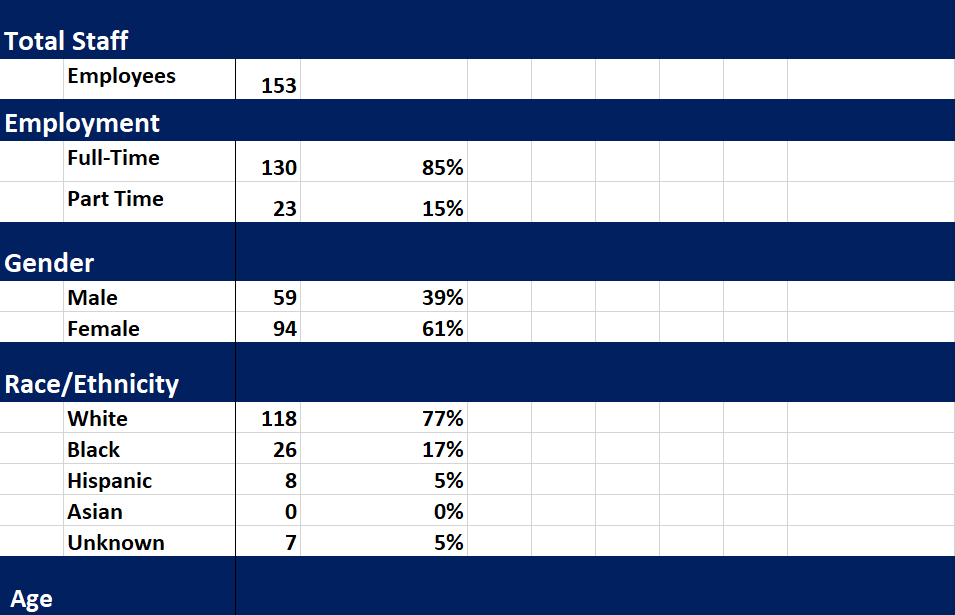 Total Staff
Employees 153
Employment
Full-Time 130 85%
Part Time 23 15%
Gender
Male 59 39%
Female 94 61%
Race/Ethnicity
White 118 77%
Black 26 17%
Hispanic 8 5%
Asian 0 0%
Unknown 7 5%
Age